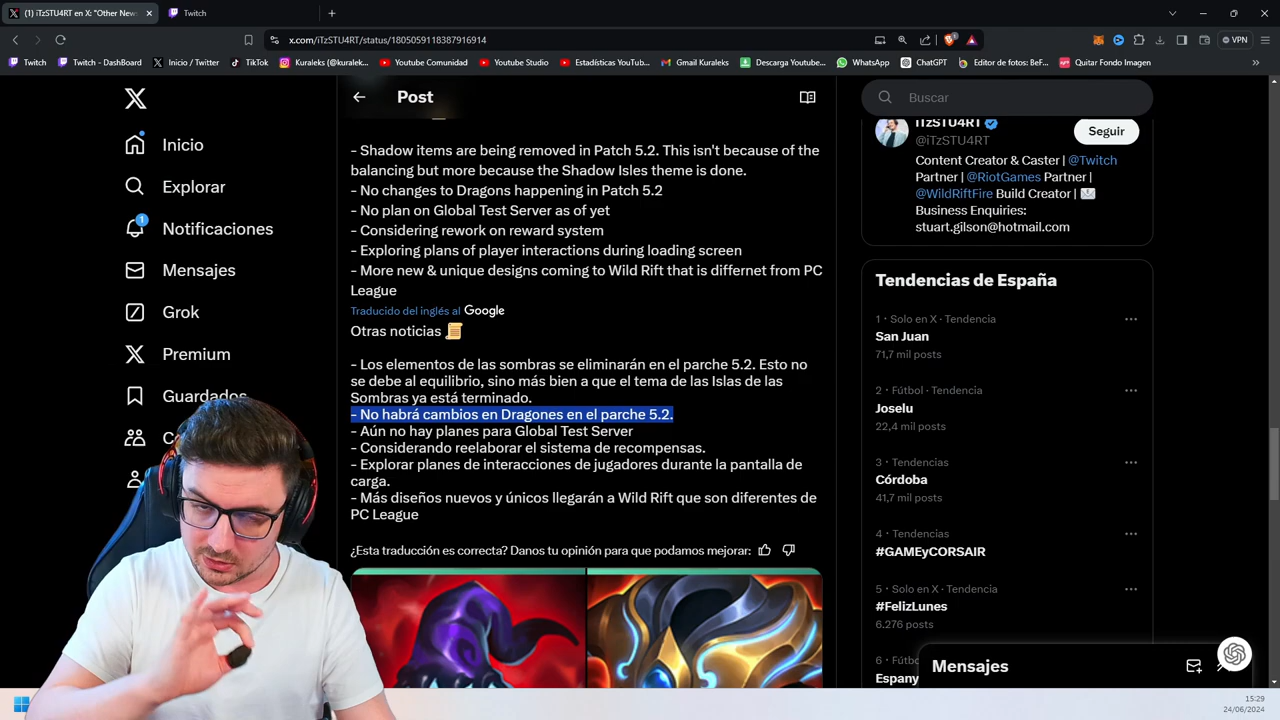 (1) iTzSTU4RT en X: "Other New
Twitch
x.com/iTzSTU4RT/status/1805059118387916914
VPN
Twitch
Twitch - DashBoard
Inicio / Twitter
TikTok
Kuraleks (@kuralek...
Youtube Comunidad
Youtube Studio
Estadísticas YouTub...
Gmail Kuraleks
Descarga Youtube...
WhatsApp
ChatGPT
Editor de fotos: BeF...
Quitar Fondo Imagen
Inicio
Explorar
1
Notificaciones
Mensajes
Grok
Premium
Guardados
Post
- Shadow items are being removed in Patch 5.2. This isn't because of the
balancing but more because the Shadow Isles theme is done.
- No changes to Dragons happening in Patch 5.2
- No plan on Global Test Server as of yet
- Considering rework on reward system
- Exploring plans of player interactions during loading screen
- More new & unique designs coming to Wild Rift that is differnet from PC
League
Traducido del inglés al Google
Otras noticias
- Los elementos de las sombras se eliminarán en el parche 5.2. Esto no
se debe al equilibrio, sino más bien a que el tema de las Islas de las
Sombras ya está terminado.
- No habrá cambios en Dragones en el parche 5.2.
- Aún no hay planes para Global Test Server
- Considerando reelaborar el sistema de recompensas.
- Explorar planes de interacciones de jugadores durante la pantalla de
carga.
- Más diseños nuevos y únicos llegarán a Wild Rift que son diferentes de
PC League
¿Esta traducción es correcta? Danos tu opinión para que podamos mejorar:
Buscar
iTzSTU4RT
@iTzSTU4RT
Seguir
Content Creator & Caster | @Twitch
Partner | @RiotGames Partner |
@WildRiftFire Build Creator |
Business Enquiries:
stuart.gilson@hotmail.com
Tendencias de España
1 · Solo en X · Tendencia
San Juan
71,7 mil posts
2 · Fútbol · Tendencia
Joselu
22,4 mil posts
3 · Tendencias
Córdoba
41,7 mil posts
4 · Tendencias
#GAMEyCORSAIR
5 · Solo en X · Tendencia
#FelizLunes
6.276 posts
Mensajes
15:29
24/06/2024